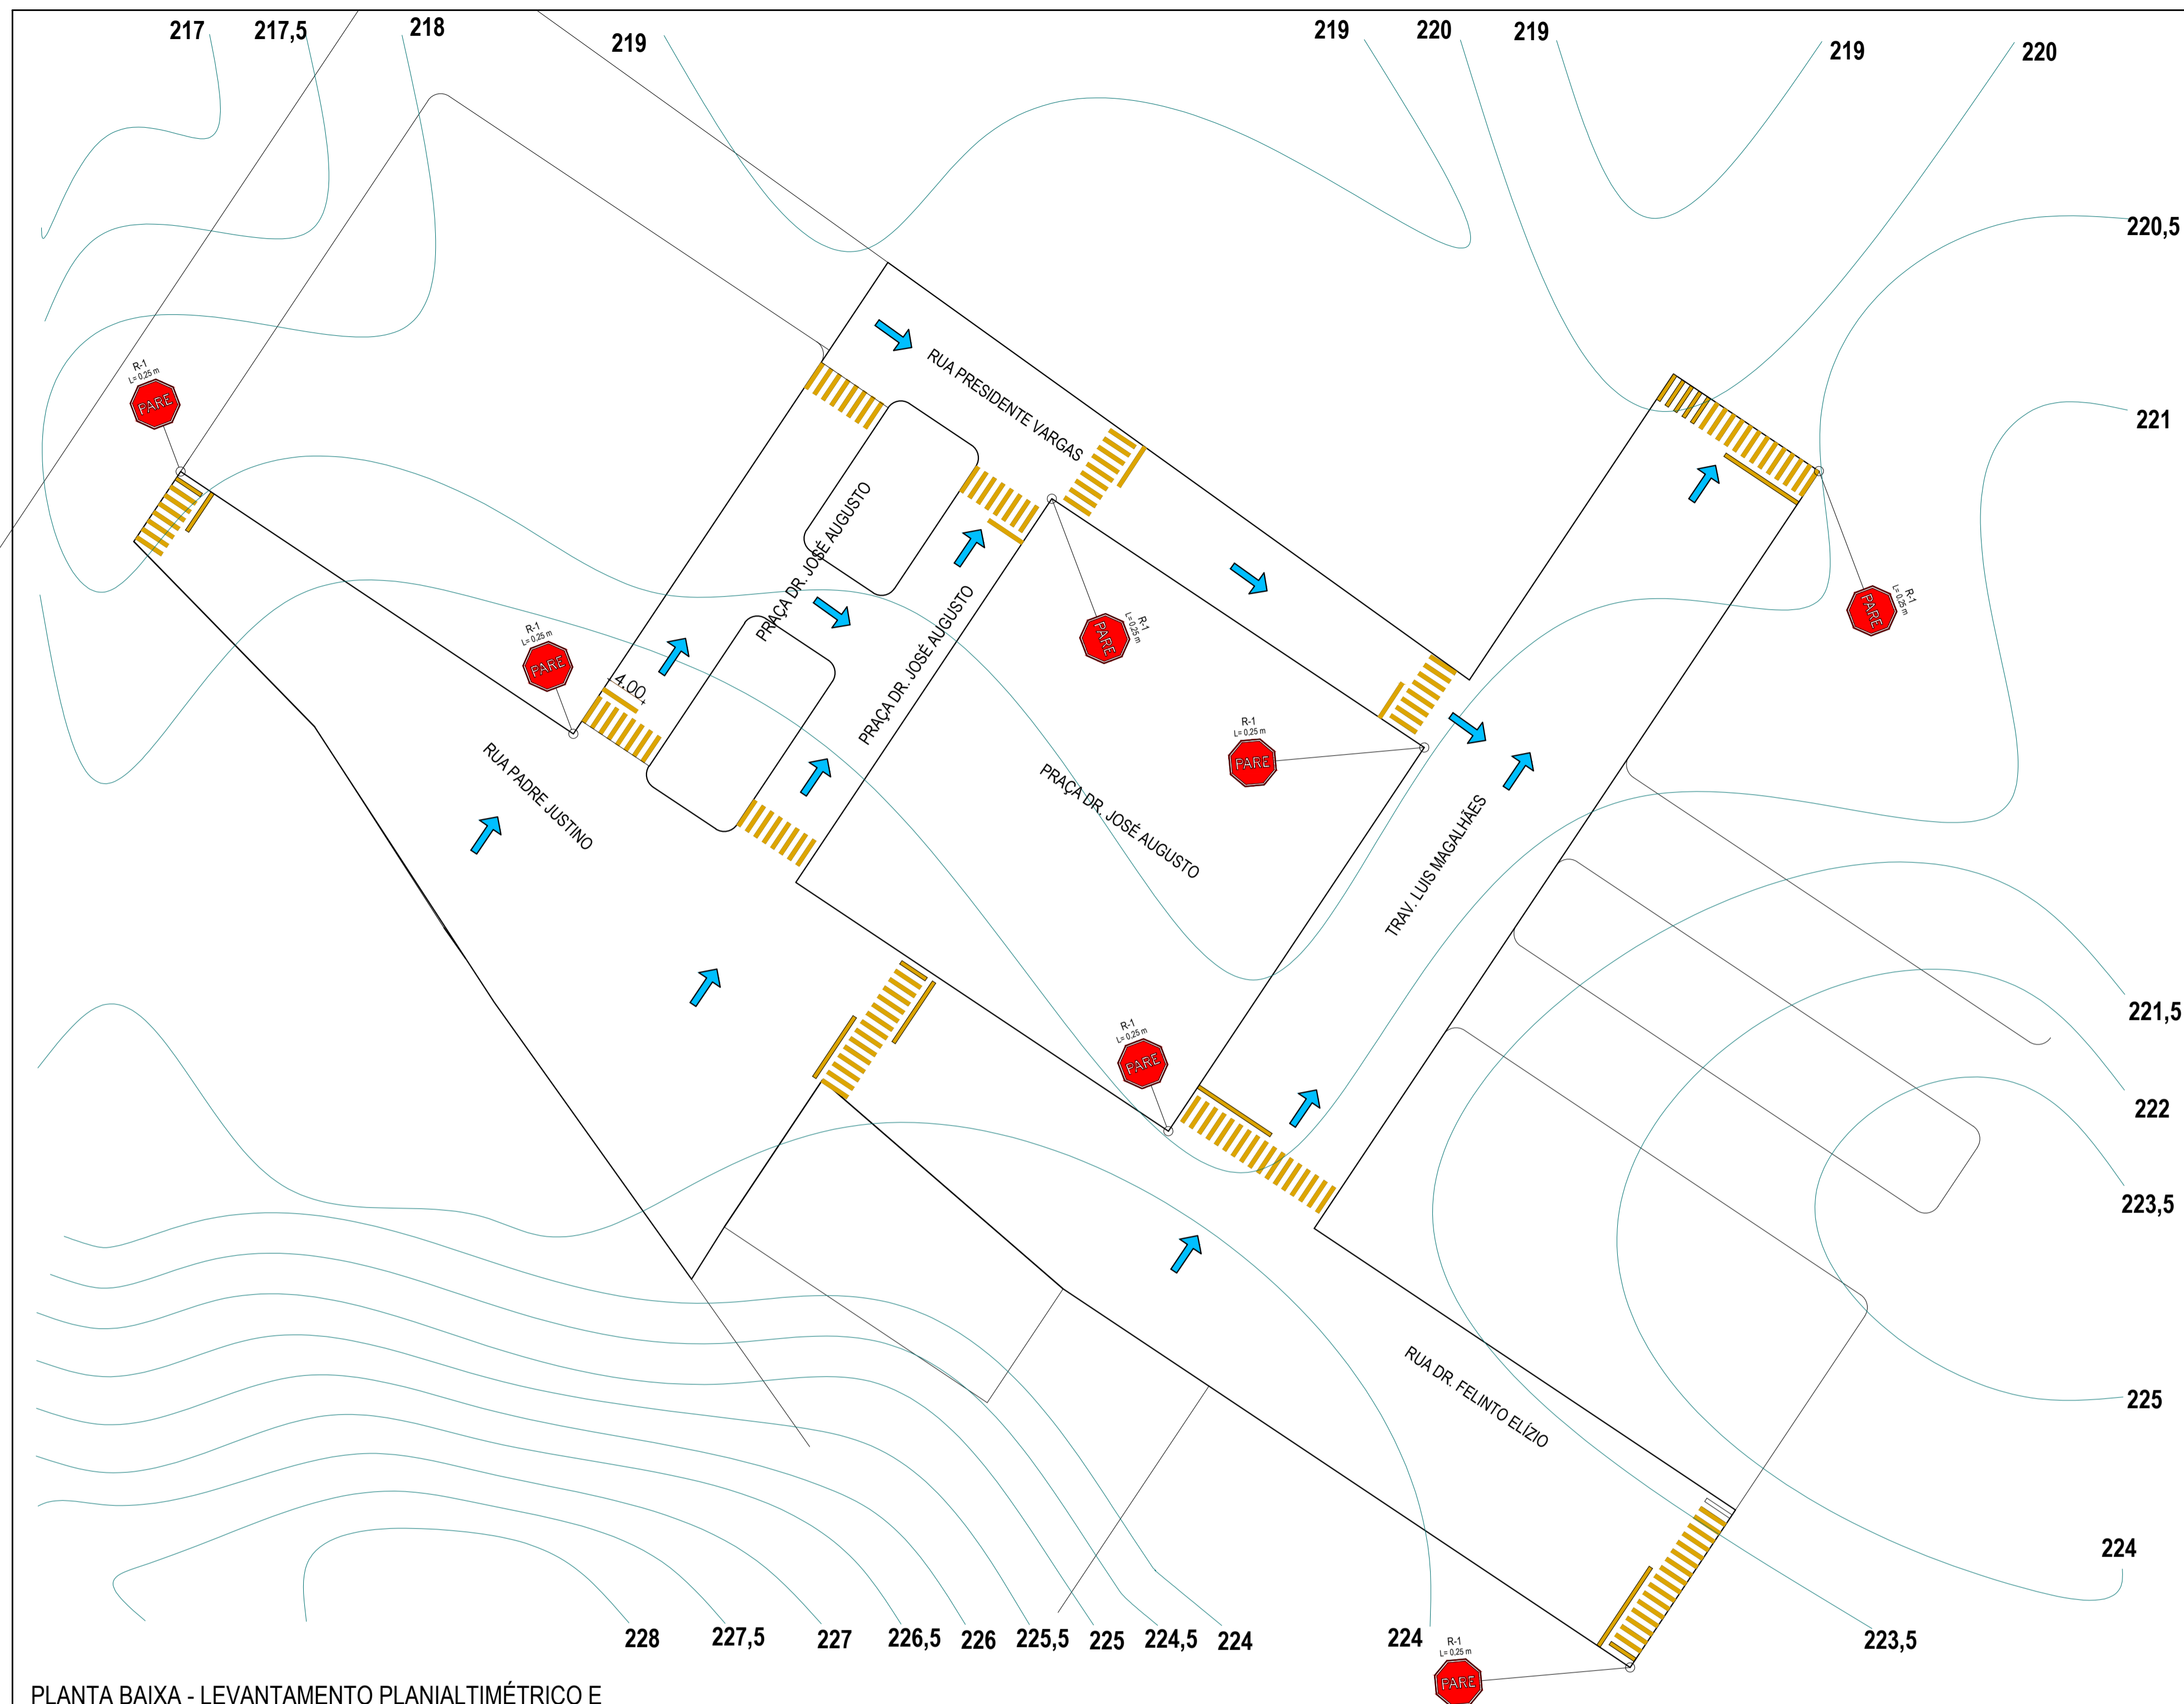 217
217,5
218
219
219
220
219
219
220
220,5
221
R-1
L= 0,25 m
PARE
RUA PRESIDENTE VARGAS
PRAÇA DR. JOSÉ AUGUSTO
PRAÇA DR. JOSÉ AUGUSTO
R-1
L= 0,25 m
PARE
4.00
R-1
L= 0,25 m
PARE
R-1
L= 0,25 m
PARE
RUA PADRE JUSTINO
R-1
L= 0,25 m
PARE
PRAÇA DR. JOSÉ AUGUSTO
TRAV. LUIS MAGALHÃES
R-1
L= 0,25 m
PARE
221,5
222
223,5
RUA DR. FELINTO ELÍZIO
225
224
228
227,5
227
226,5
226
225,5
225
224,5
224
224
223,5
R-1
L= 0,25 m
PARE
PLANTA BAIXA - LEVANTAMENTO PLANIALTIMÉTRICO E